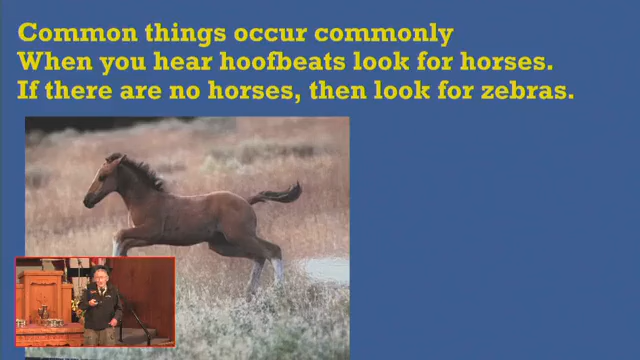 Common things occur commonly
When you hear hoofbeats look for horses.
If there are no horses, then look for zebras.